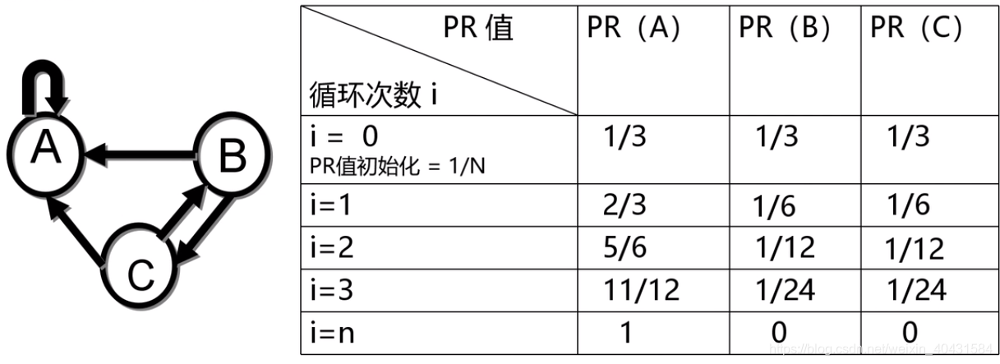 PR 值 PR（A） PR（B） PR（C）
循环次数 i
i = 0 1/3 1/3 1/3
PR值初始化 = 1/N
i=1 2/3 1/6 1/6
i=2 5/6 1/12 1/12
i=3 11/12 1/24 1/24
i=n 1 0 0
A
B
C
https://blog.csdn.net/weixin_40431584